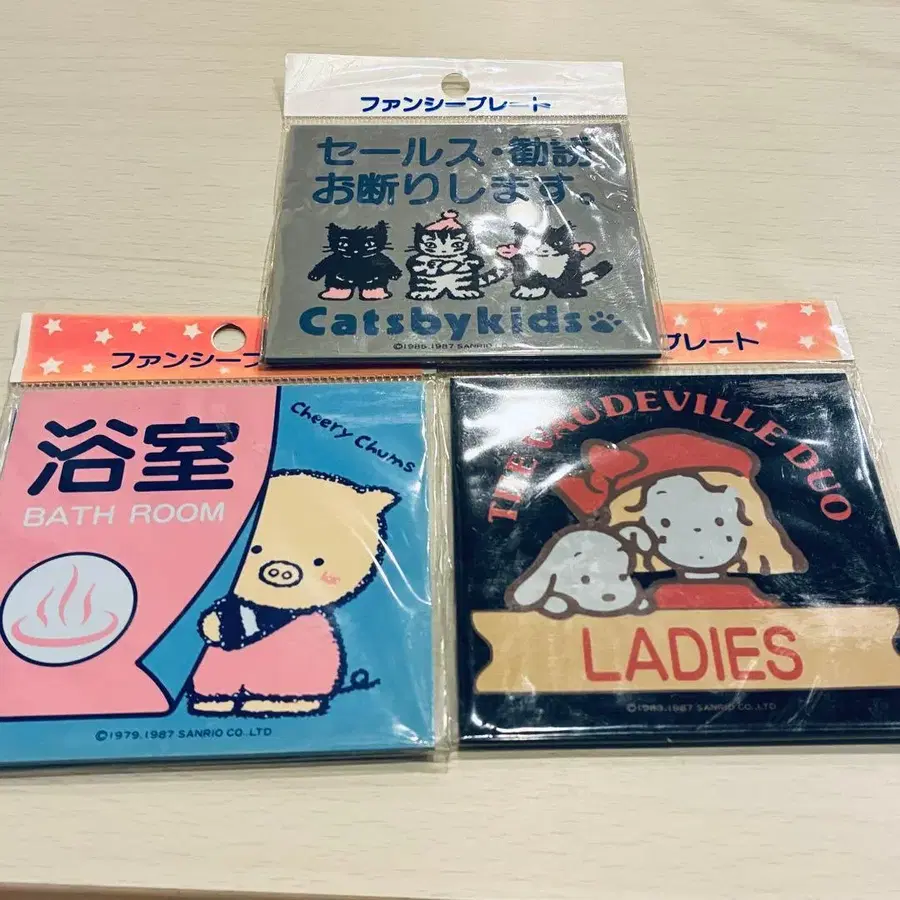 ファンシープレート
セールス・勧誘
お断りします。
Catsbykids
©1985,1987 SANRIO
ファンシープ
浴室
BATH ROOM
Cheery Chums
©1979,1987 SANRIO CO.,LTD
レート
THE VAUDEVILLE DUO
LADIES
©1983,1987 SANRIO CO.,LTD